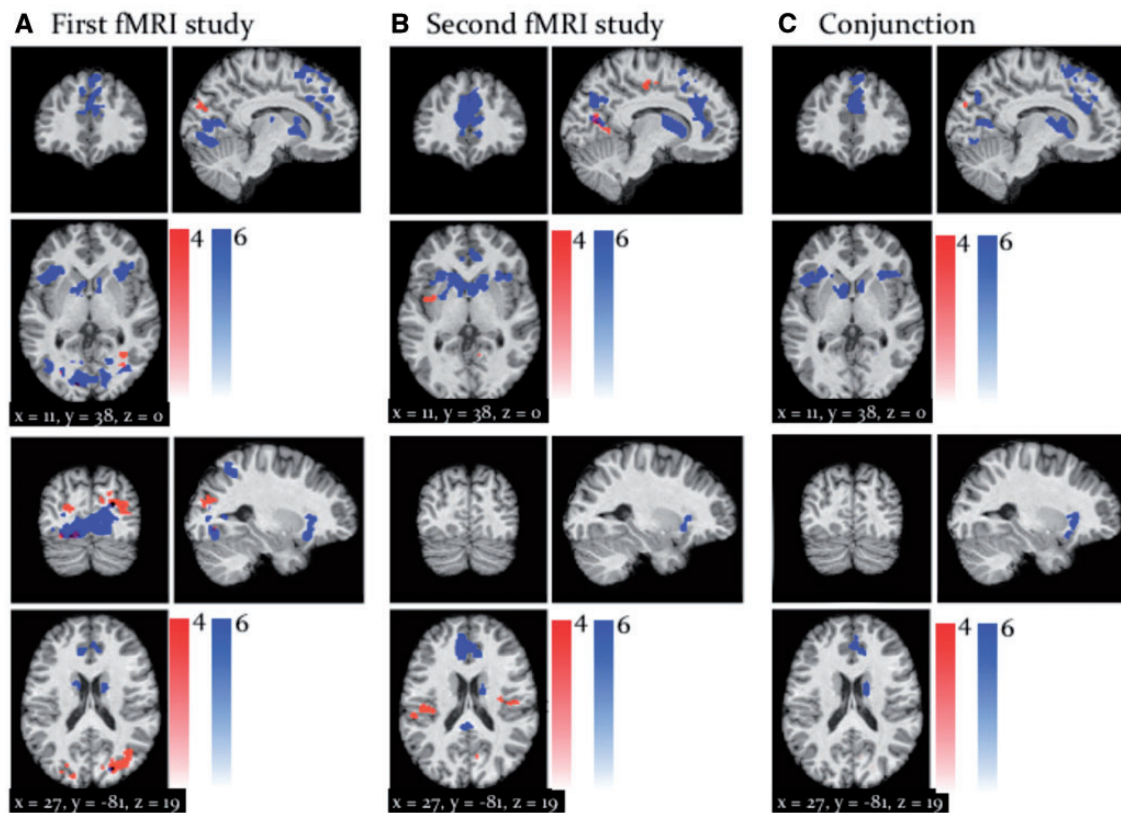 A First fMRI study
B Second fMRI study
C Conjunction
4 6
4 6
4 6
x = 11, y = 38, z = 0
x = 11, y = 38, z = 0
x = 11, y = 38, z = 0
4 6
4 6
4 6
x = 27, y = -81, z = 19
x = 27, y = -81, z = 19
x = 27, y = -81, z = 19